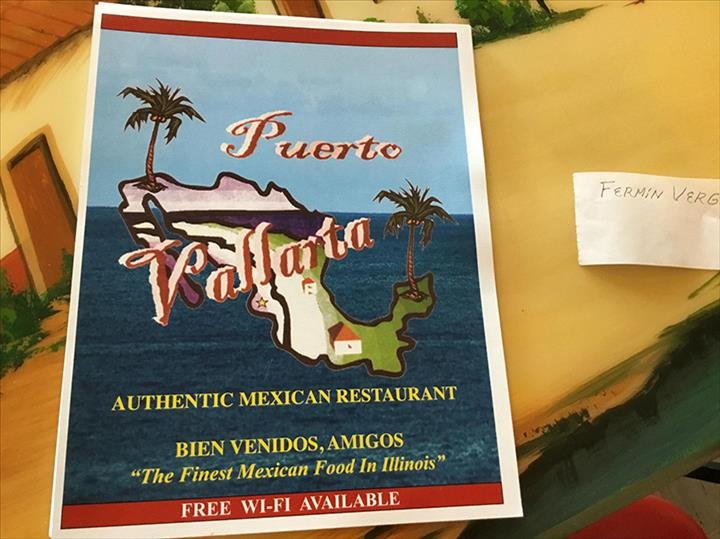 Puerto
Vallarta
AUTHENTIC MEXICAN RESTAURANT
BIEN VENIDOS, AMIGOS
“The Finest Mexican Food In Illinois”
FREE WI-FI AVAILABLE
FERMIN VERG